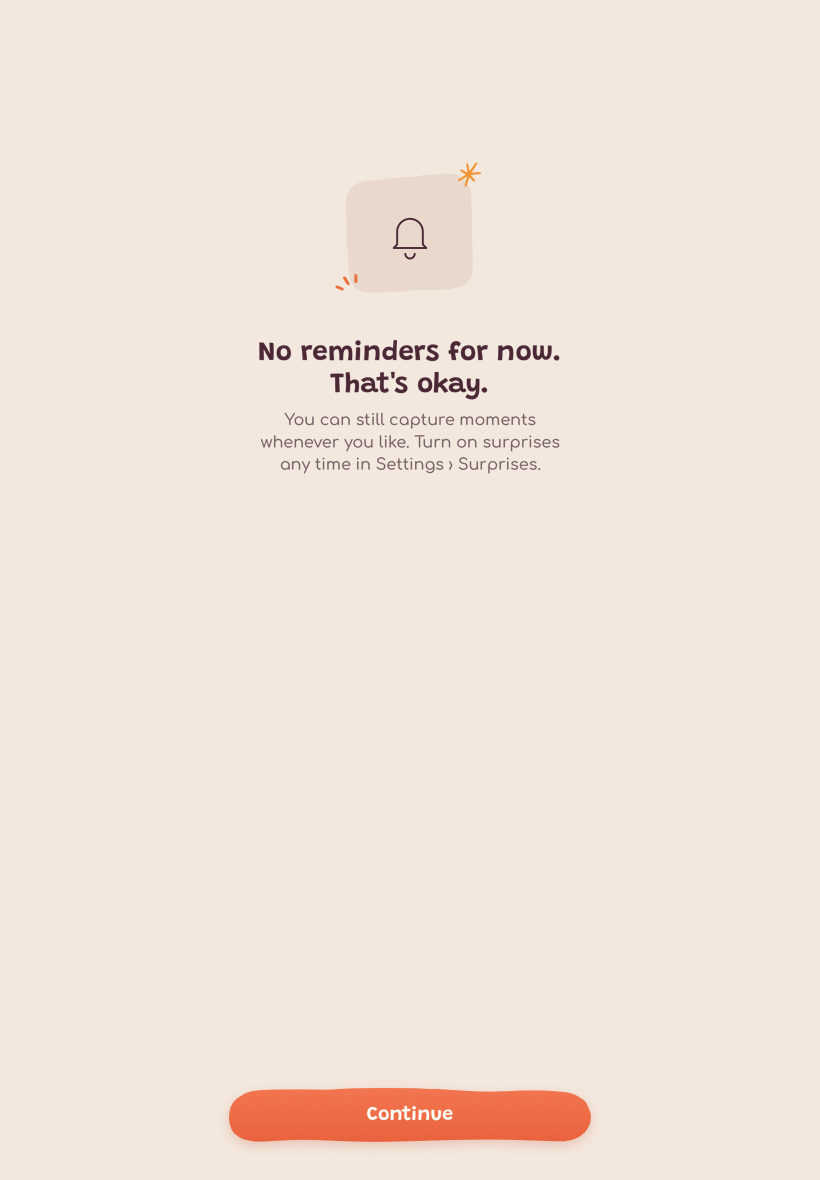 No reminders for now.
That's okay.
You can still capture moments
whenever you like. Turn on surprises
any time in Settings › Surprises.
Continue